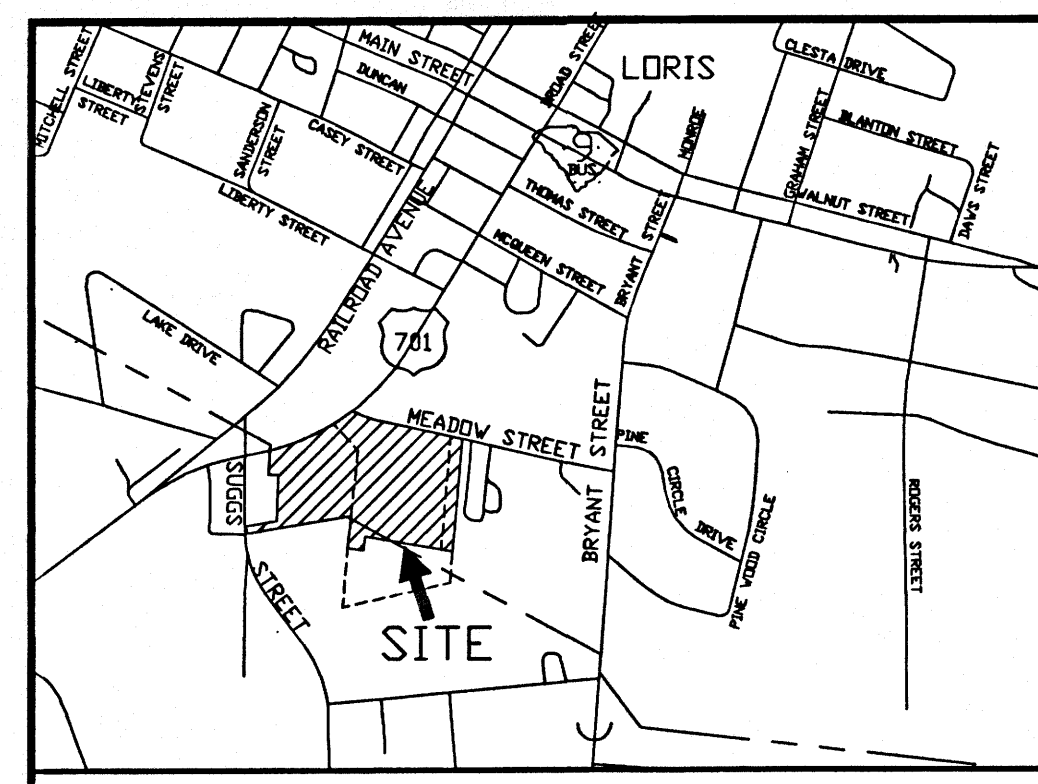 MAIN STREET
BROAD STREET
LORIS
CLESTA DRIVE
MITCHELL STREET
LIBERTY
STREET
STEVENS
STREET
DUNCAN
SANDERSON
STREET
CASEY STREET
BUS
MONROE
GRAHAM STREET
BLANTON STREET
LIBERTY STREET
RAILROAD AVENUE
THOMAS STREET
WALNUT STREET
DAWS STREET
MCQUEEN STREET
BRYANT STREET
LAKE DRIVE
701
MEADOW STREET
BRYANT STREET
PINE
CIRCLE
DRIVE
PINE WOOD CIRCLE
ROGERS STREET
SUGGS
STREET
SITE